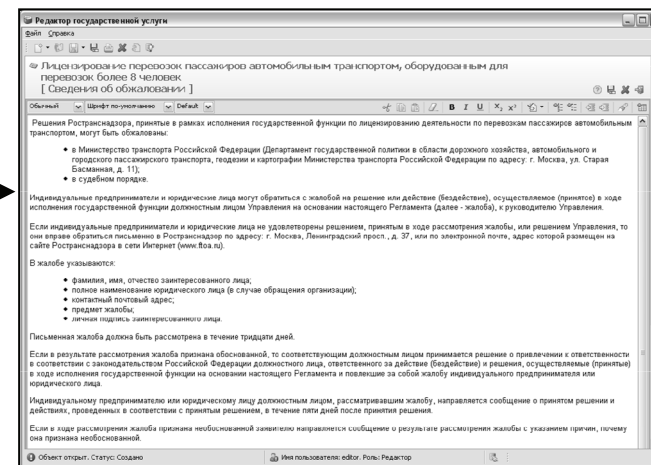 Редактор государственной услуги
Файл Справка
Лицензирование перевозок пассажиров автомобильным транспортом, оборудованным для
перевозок более 8 человек
[ Сведения об обжаловании ]
Обычный Шрифт по-умолчанию Default
Решения Ространснадзора, принятые в рамках исполнения государственной функции по лицензированию деятельности по перевозкам пассажиров автомобильным
транспортом, могут быть обжалованы:
в Министерство транспорта Российской Федерации (Департамент государственной политики в области дорожного хозяйства, автомобильного и
городского пассажирского транспорта, геодезии и картографии Министерства транспорта Российской Федерации по адресу: г. Москва, ул. Старая
Басманная, д. 11);
в судебном порядке.
Индивидуальные предприниматели и юридические лица могут обратиться с жалобой на решение или действие (бездействие), осуществляемое (принятое) в ходе
исполнения государственной функции должностным лицом Управления на основании настоящего Регламента (далее - жалоба), к руководителю Управления.
Если индивидуальные предприниматели и юридические лица не удовлетворены решением, принятым в ходе рассмотрения жалобы, или решением Управления, то
они вправе обратиться письменно в Ространснадзор по адресу: г. Москва, Ленинградский просп., д. 37, или по электронной почте, адрес которой размещен на
сайте Ространснадзора в сети Интернет (www.ftoa.ru).
В жалобе указываются:
фамилия, имя, отчество заинтересованного лица;
полное наименование юридического лица (в случае обращения организации);
контактный почтовый адрес;
предмет жалобы;
личная подпись заинтересованного лица.
Письменная жалоба должна быть рассмотрена в течение тридцати дней.
Если в результате рассмотрения жалоба признана обоснованной, то соответствующим должностным лицом принимается решение о привлечении к ответственности
в соответствии с законодательством Российской Федерации должностного лица, ответственного за действие (бездействие) и решения, осуществляемые (принятые)
в ходе исполнения государственной функции на основании настоящего Регламента и повлекшие за собой жалобу индивидуального предпринимателя или
юридического лица.
Индивидуальному предпринимателю или юридическому лицу должностным лицом, рассматривавшим жалобу, направляется сообщение о принятом решении и
действиях, проведенных в соответствии с принятым решением, в течение пяти дней после принятия решения.
Если в ходе рассмотрения жалоба признана необоснованной заявителю направляется сообщение о результате рассмотрения жалобы с указанием причин, почему
она признана необоснованной.
Объект открыт. Статус: Создано Имя пользователя: editor. Роль: Редактор